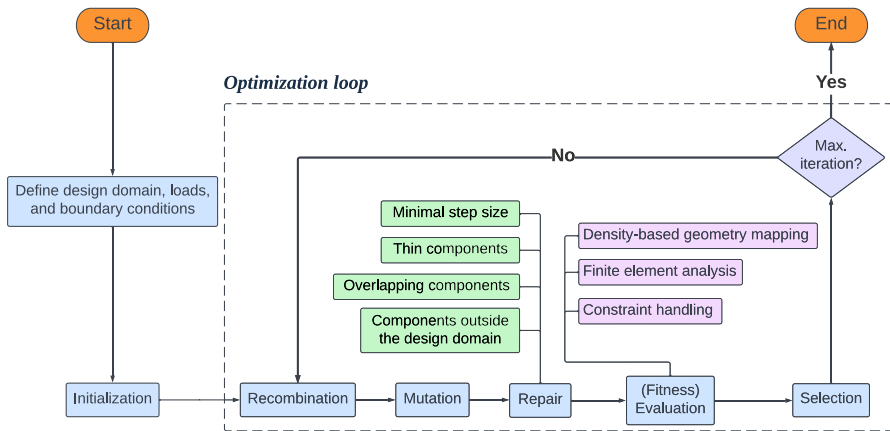 Start
End
Optimization loop
Yes
No
Max.
iteration?
Define design domain, loads,
and boundary conditions
Minimal step size
Thin components
Overlapping components
Components outside
the design domain
Density-based geometry mapping
Finite element analysis
Constraint handling
Initialization
Recombination
Mutation
Repair
(Fitness)
Evaluation
Selection